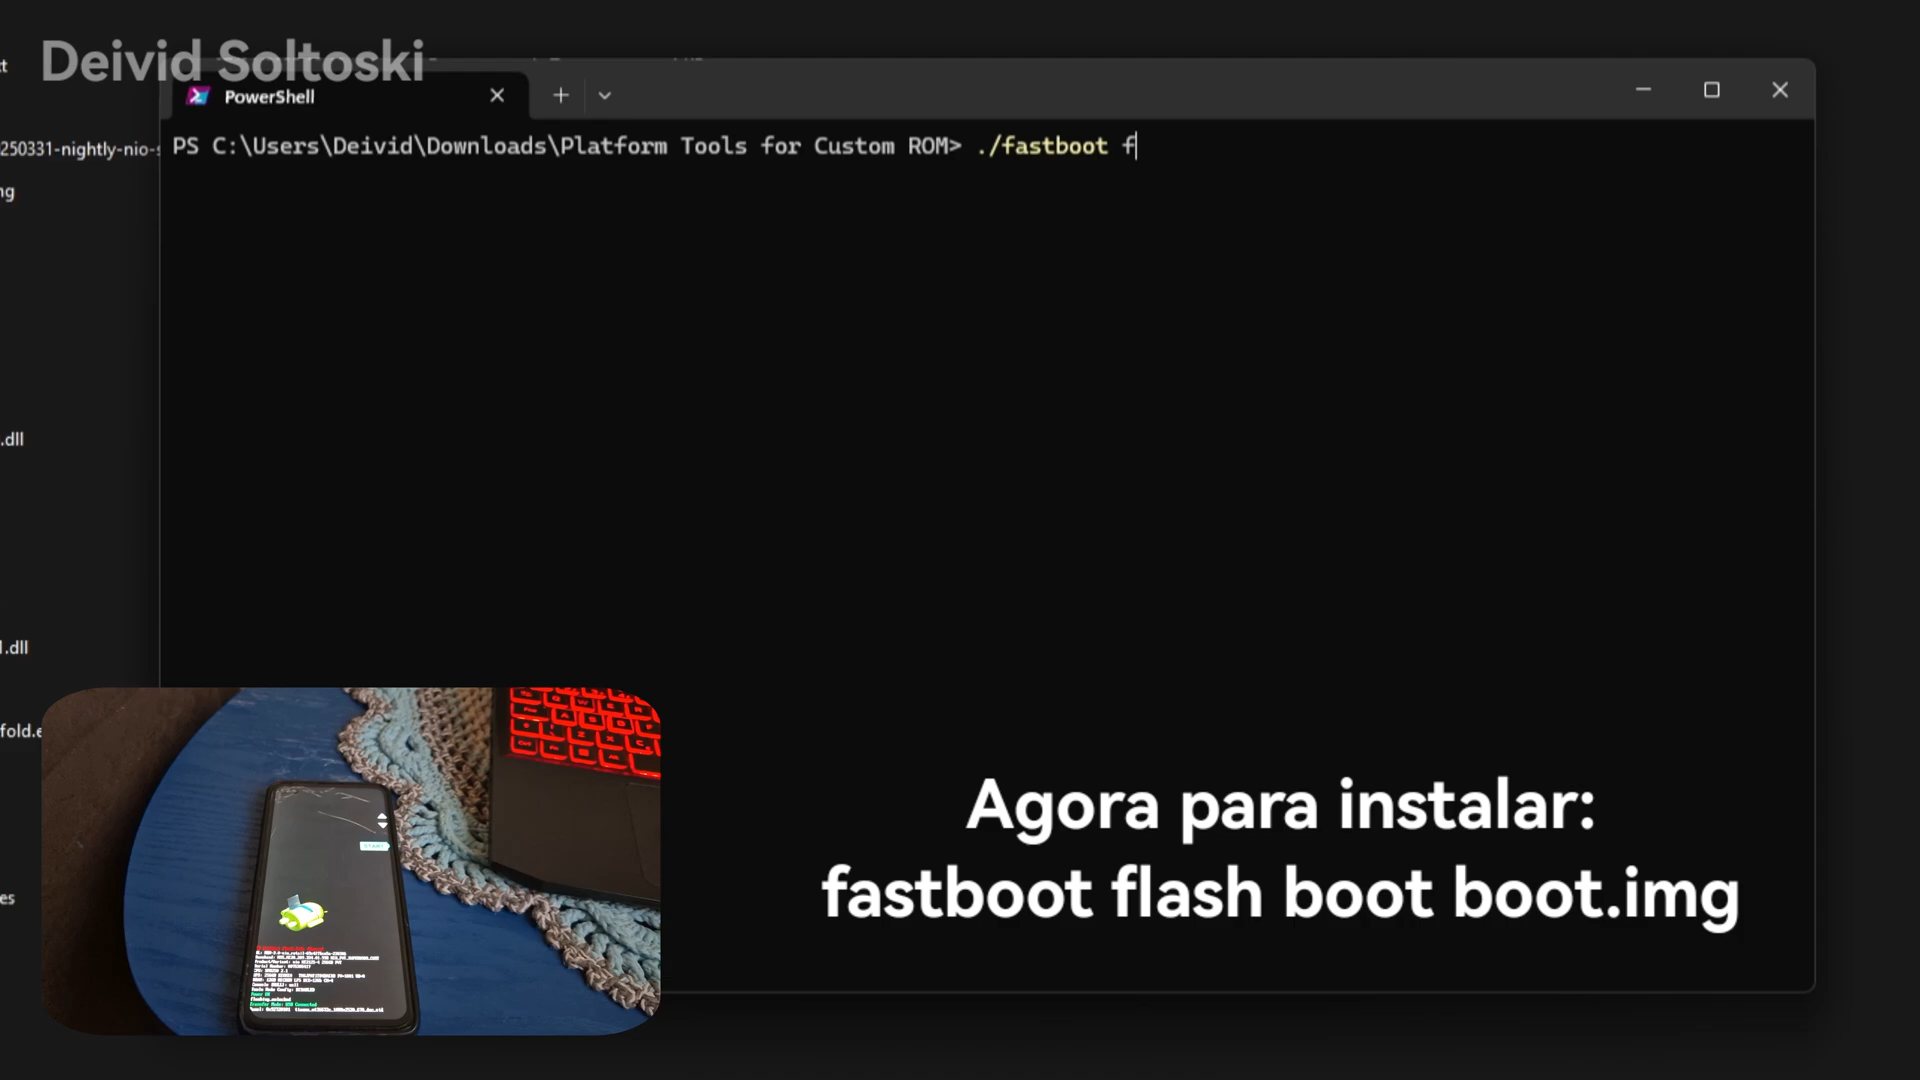 Deivid Soltoski
PowerShell
PS C:\Users\Deivid\Downloads\Platform Tools for Custom ROM> ./fastboot f
250331-nightly-nio-s
ng
.dll
.dll
fold.e
es
START
Agora para instalar:
fastboot flash boot boot.img